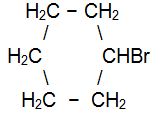 H₂C – CH₂
/ \
H₂C CHBr
\ /
H₂C – CH₂